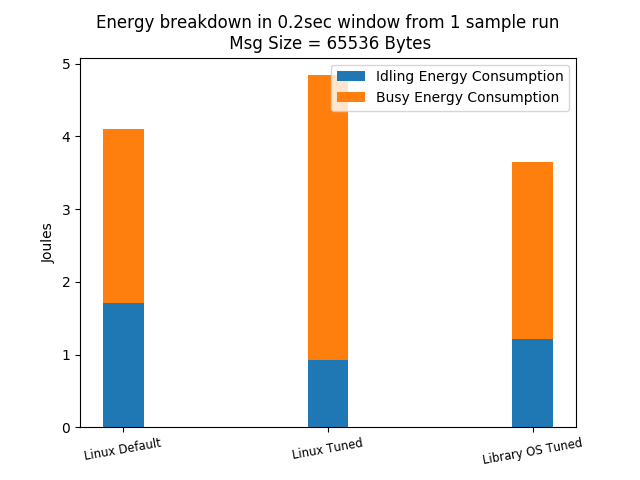 Energy breakdown in 0.2sec window from 1 sample run
Msg Size = 65536 Bytes
Idling Energy Consumption
Busy Energy Consumption
Joules
5
4
3
2
1
0
Linux Default
Linux Tuned
Library OS Tuned